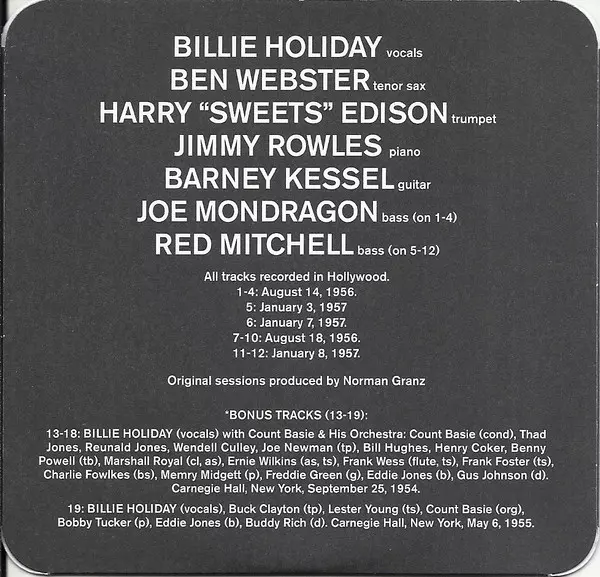 BILLIE HOLIDAY vocals
BEN WEBSTER tenor sax
HARRY “SWEETS” EDISON trumpet
JIMMY ROWLES piano
BARNEY KESSEL guitar
JOE MONDRAGON bass (on 1-4)
RED MITCHELL bass (on 5-12)
All tracks recorded in Hollywood.
1-4: August 14, 1956.
5: January 3, 1957
6: January 7, 1957.
7-10: August 18, 1956.
11-12: January 8, 1957.
Original sessions produced by Norman Granz
*BONUS TRACKS (13-19):
13-18: BILLIE HOLIDAY (vocals) with Count Basie & His Orchestra: Count Basie (cond), Thad
Jones, Reunald Jones, Wendell Culley, Joe Newman (tp), Bill Hughes, Henry Coker, Benny
Powell (tb), Marshall Royal (cl, as), Ernie Wilkins (as, ts), Frank Wess (flute, ts), Frank Foster (ts),
Charlie Fowlkes (bs), Memry Midgett (p), Freddie Green (g), Eddie Jones (b), Gus Johnson (d).
Carnegie Hall, New York, September 25, 1954.
19: BILLIE HOLIDAY (vocals), Buck Clayton (tp), Lester Young (ts), Count Basie (org),
Bobby Tucker (p), Eddie Jones (b), Buddy Rich (d). Carnegie Hall, New York, May 6, 1955.